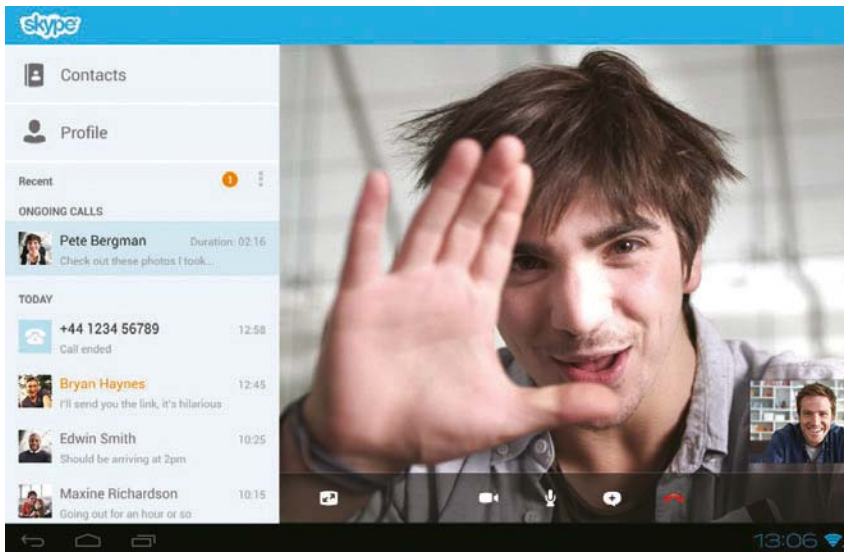 skype
Contacts
Profile
Recent 1
ONGOING CALLS
Pete Bergman Duration: 02:16
Check out these photos I took...
TODAY
+44 1234 56789 12:58
Call ended
Bryan Haynes 12:45
I'll send you the link, it's hilarious
Edwin Smith 10:25
Should be arriving at 2pm
Maxine Richardson 10:15
Going out for an hour or so
13:06